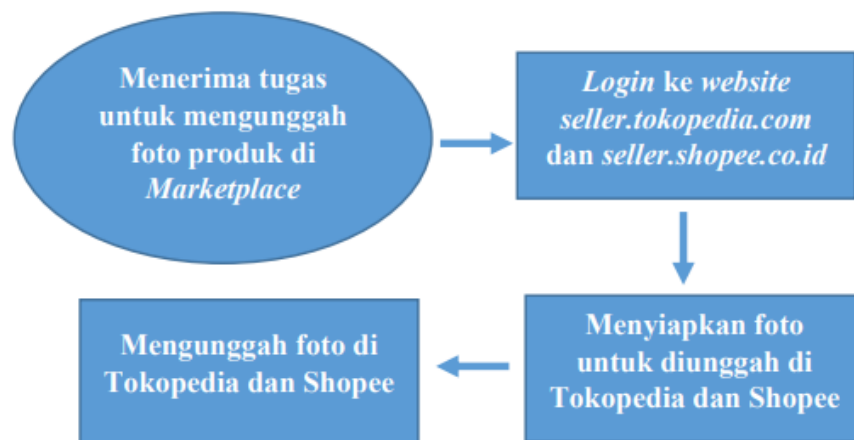 Menerima tugas
untuk mengunggah
foto produk di
Marketplace
Login ke website
seller.tokopedia.com
dan seller.shopee.co.id
Menyiapkan foto
untuk diunggah di
Tokopedia dan Shopee
Mengunggah foto di
Tokopedia dan Shopee